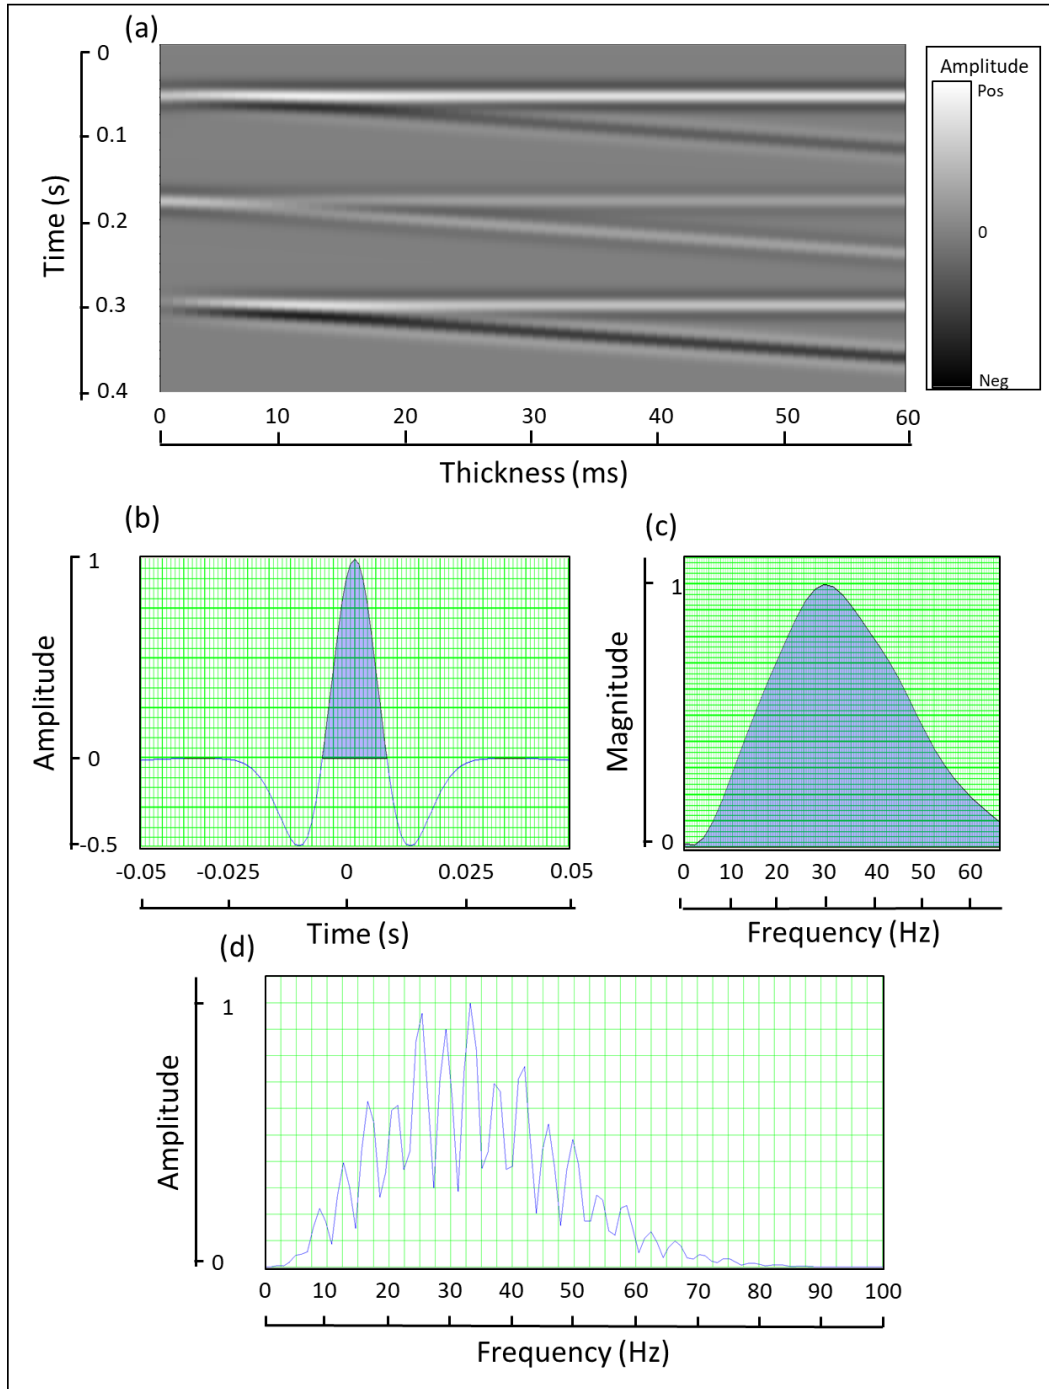 (a)
Time (s)
0
0.1
0.2
0.3
0.4
Amplitude
Pos
0
Neg
0 10 20 30 40 50 60
Thickness (ms)
(b)
Amplitude
1
0
-0.5
-0.05 -0.025 0 0.025 0.05
Time (s)
(c)
Magnitude
1
0
0 10 20 30 40 50 60
Frequency (Hz)
(d)
Amplitude
1
0
0 10 20 30 40 50 60 70 80 90 100
Frequency (Hz)